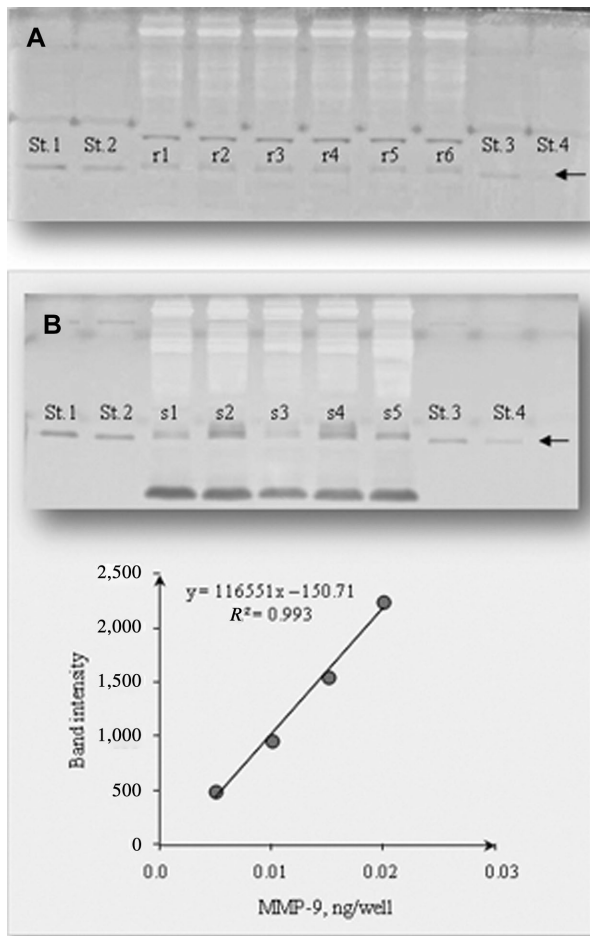 A
St.1 St.2 r1 r2 r3 r4 r5 r6 St.3 St.4
B
St.1 St.2 s1 s2 s3 s4 s5 St.3 St.4
2,500
y = 116551x −150.71
R² = 0.993
2,000
1,500
1,000
500
0
Band intensity
0.0 0.01 0.02 0.03
MMP-9, ng/well